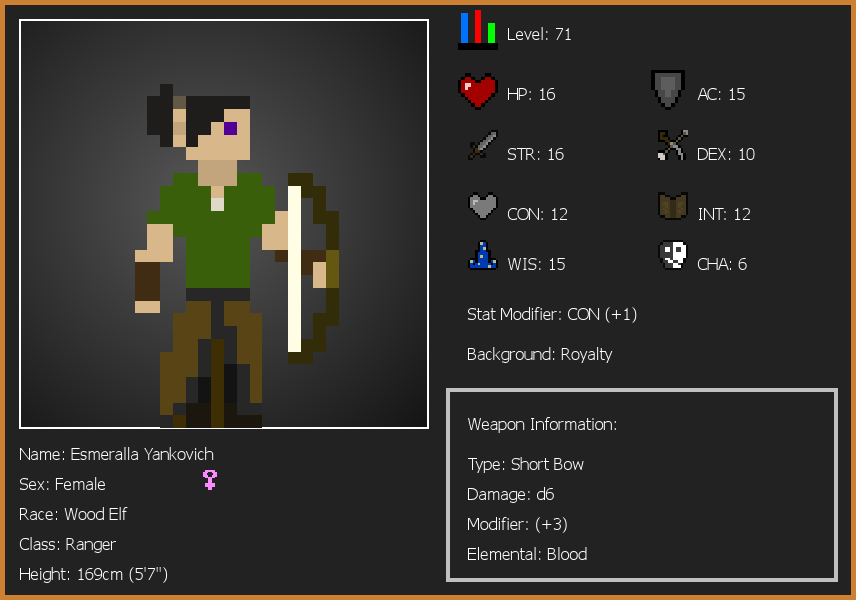 Level: 71
HP: 16
AC: 15
STR: 16
DEX: 10
CON: 12
INT: 12
WIS: 15
CHA: 6
Stat Modifier: CON (+1)
Background: Royalty
Weapon Information:
Type: Short Bow
Damage: d6
Modifier: (+3)
Elemental: Blood
Name: Esmeralla Yankovich
Sex: Female
Race: Wood Elf
Class: Ranger
Height: 169cm (5'7")